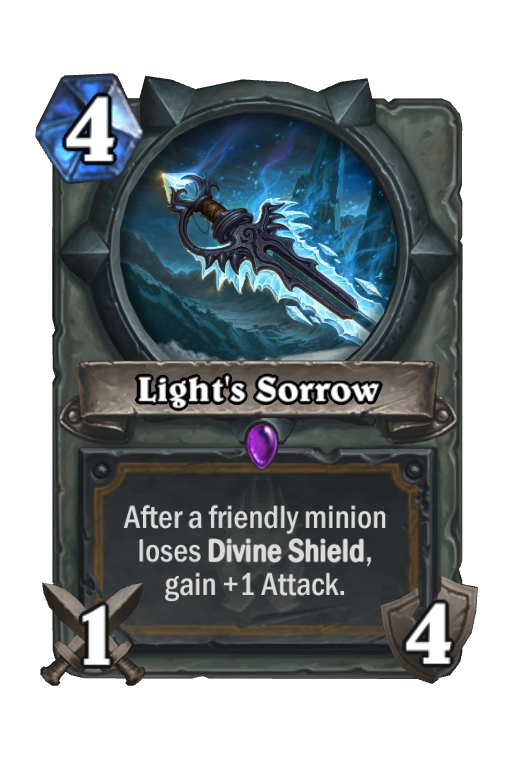 4
Light's Sorrow
After a friendly minion
loses Divine Shield,
gain +1 Attack.
1
4